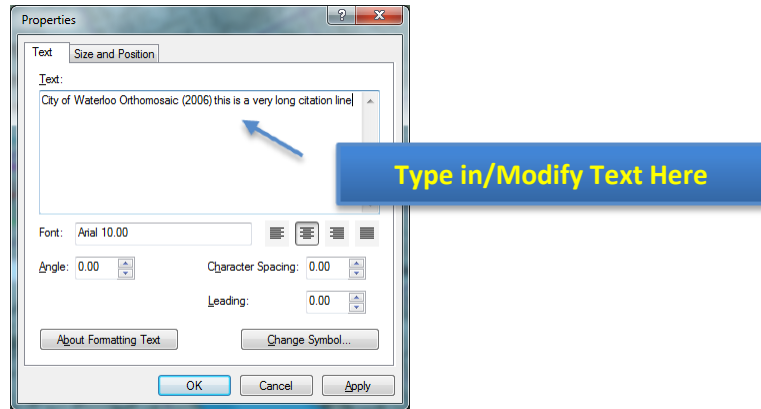 Properties
Text Size and Position
Text:
City of Waterloo Orthomosaic (2006) this is a very long citation line
Type in/Modify Text Here
Font: Arial 10.00
Angle: 0.00 Character Spacing: 0.00
Leading: 0.00
About Formatting Text Change Symbol...
OK Cancel Apply